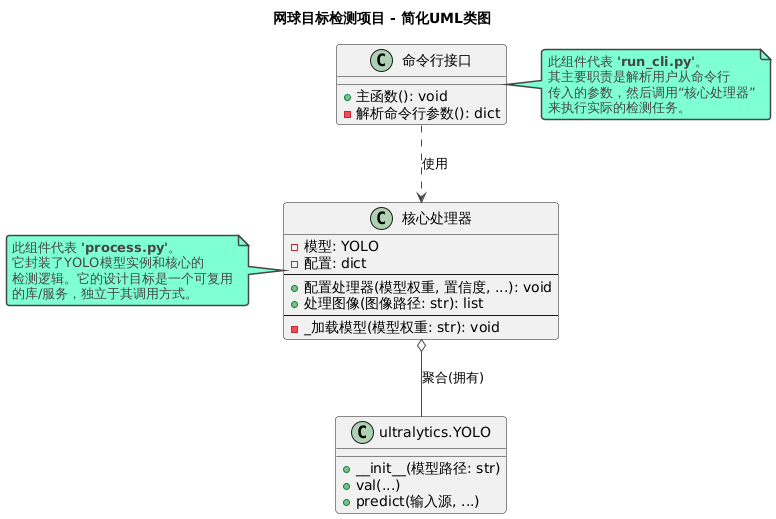 网球目标检测项目 - 简化UML类图
C 命令行接口
主函数(): void
解析命令行参数(): dict
此组件代表 'run_cli.py'。
其主要职责是解析用户从命令行
传入的参数，然后调用“核心处理器”
来执行实际的检测任务。
使用
C 核心处理器
模型: YOLO
配置: dict
配置处理器(模型权重, 置信度, ...): void
处理图像(图像路径: str): list
_加载模型(模型权重: str): void
此组件代表 'process.py'。
它封装了YOLO模型实例和核心的
检测逻辑。它的设计目标是一个可复用
的库/服务，独立于其调用方式。
聚合(拥有)
C ultralytics.YOLO
__init__(模型路径: str)
val(...)
predict(输入源, ...)